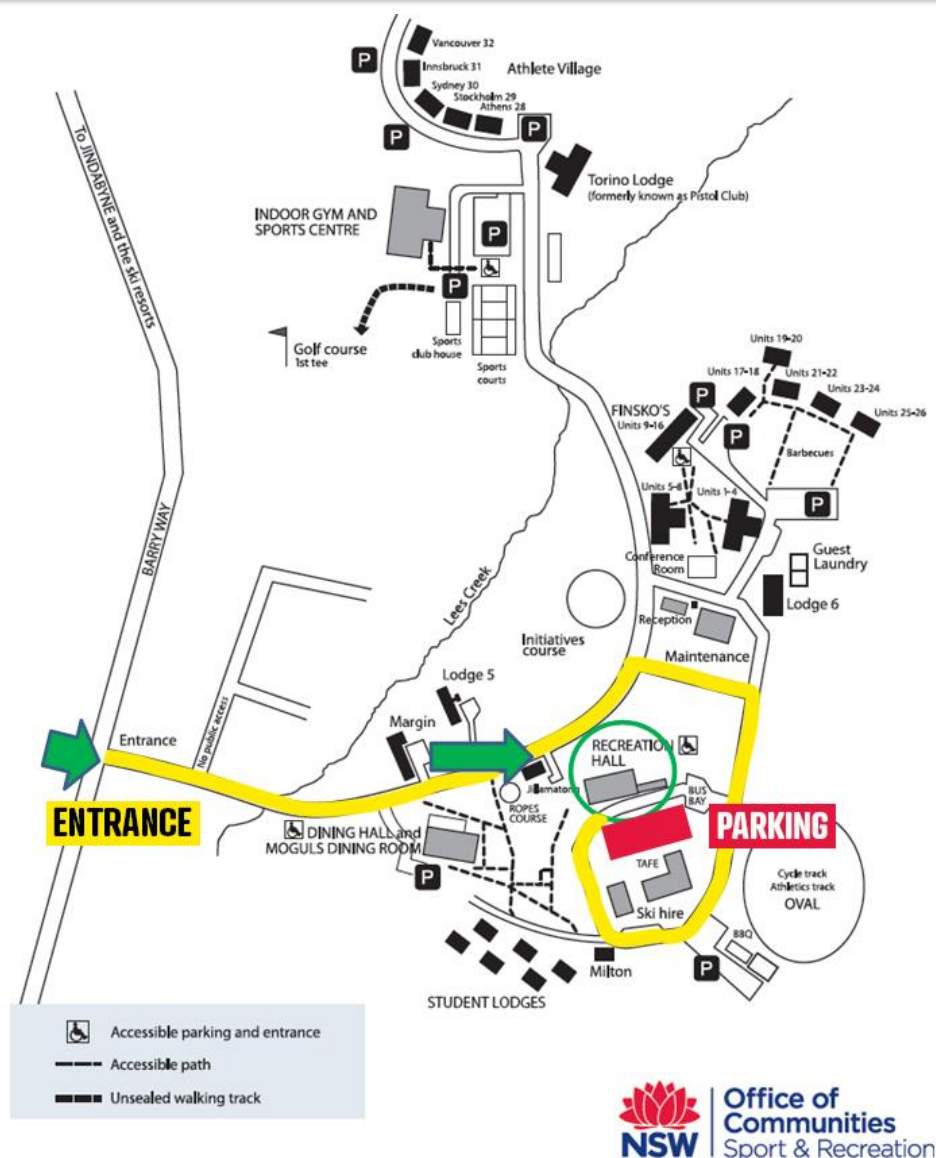 Vancouver 32
P
Innsbruck 31
Athlete Village
Sydney 30
Stockholm 29
Athens 28
P
P
To JINDABYNE and the ski resorts
Torino Lodge
(formerly known as Pistol Club)
INDOOR GYM AND
SPORTS CENTRE
P
P
Golf course
1st tee
Sports
club house
Sports
courts
Units 19-20
Units 17-18
Units 21-22
Units 23-24
Units 25-26
P
FINSKO'S
Units 9-16
P
Barbecues
Units 5-8
Units 1-4
P
BARRY WAY
Conference
Room
Guest
Laundry
Lodge 6
Lees Creek
Reception
Initiatives
course
Maintenance
Lodge 5
No public access
Margin
Entrance
RECREATION
HALL
Jillamatong
BUS
BAY
ROPES
COURSE
ENTRANCE
PARKING
DINING HALL and
MOGULS DINING ROOM
P
TAFE
Cycle track
Athletics track
OVAL
Ski hire
BBQ
Milton
P
STUDENT LODGES
Accessible parking and entrance
Accessible path
Unsealed walking track
NSW
Office of
Communities
Sport & Recreation